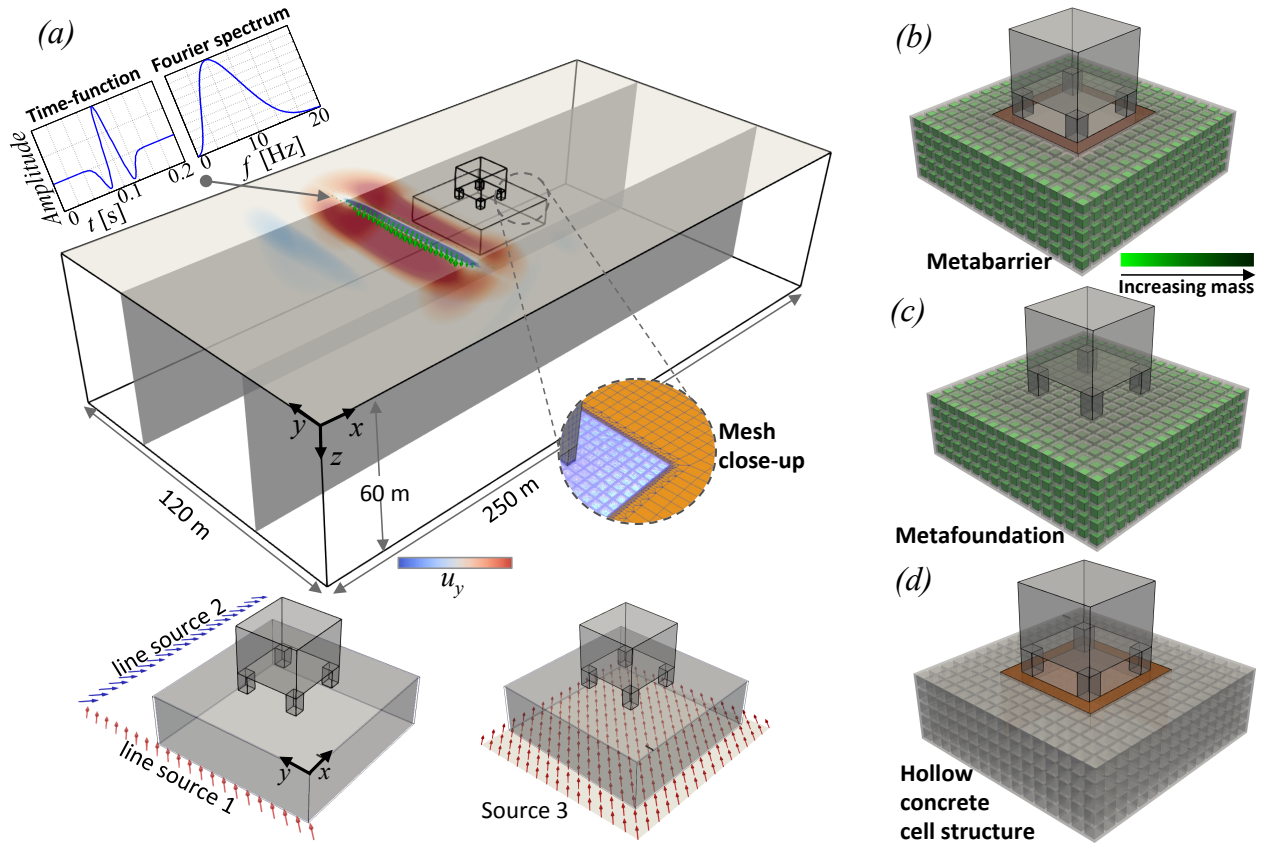 (a)
Time-function
Fourier spectrum
Amplitude
0
0.1
0.2
t [s]
0
10
20
f [Hz]
y
x
z
120 m
60 m
250 m
Mesh
close-up
u_y
line source 2
line source 1
y
x
Source 3
(b)
Metabarrier
Increasing mass
(c)
Metafoundation
(d)
Hollow
concrete
cell structure